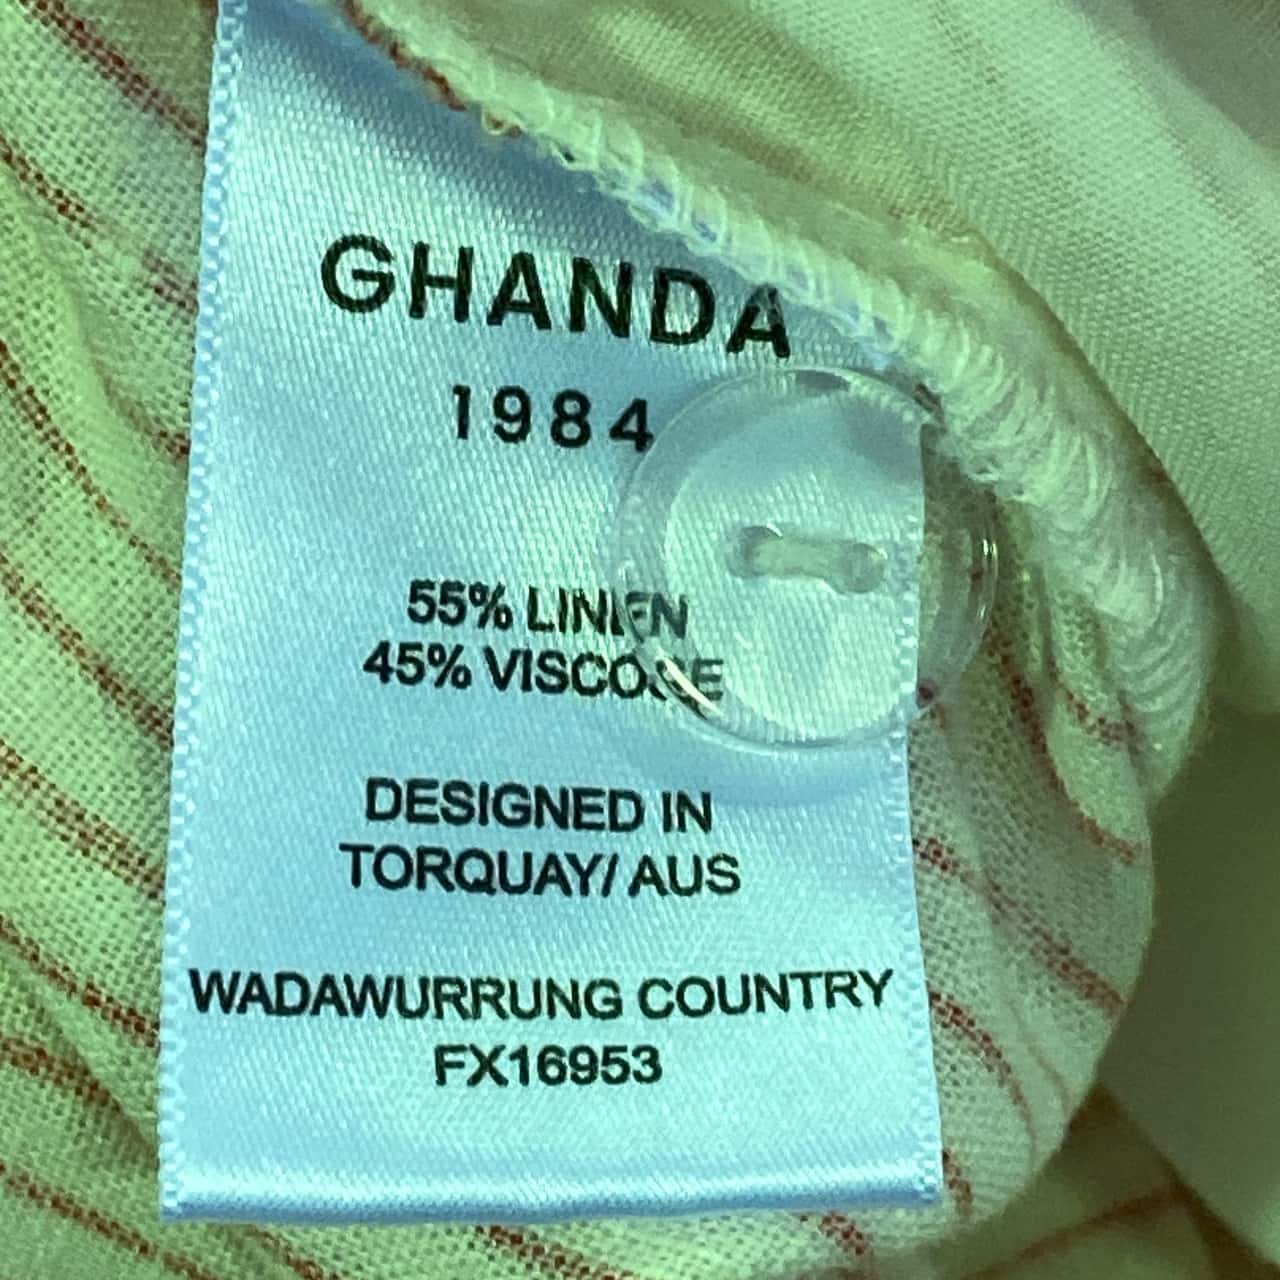 GHANDA
1984
55% LINEN
45% VISCOSE
DESIGNED IN
TORQUAY/ AUS
WADAWURRUNG COUNTRY
FX16953